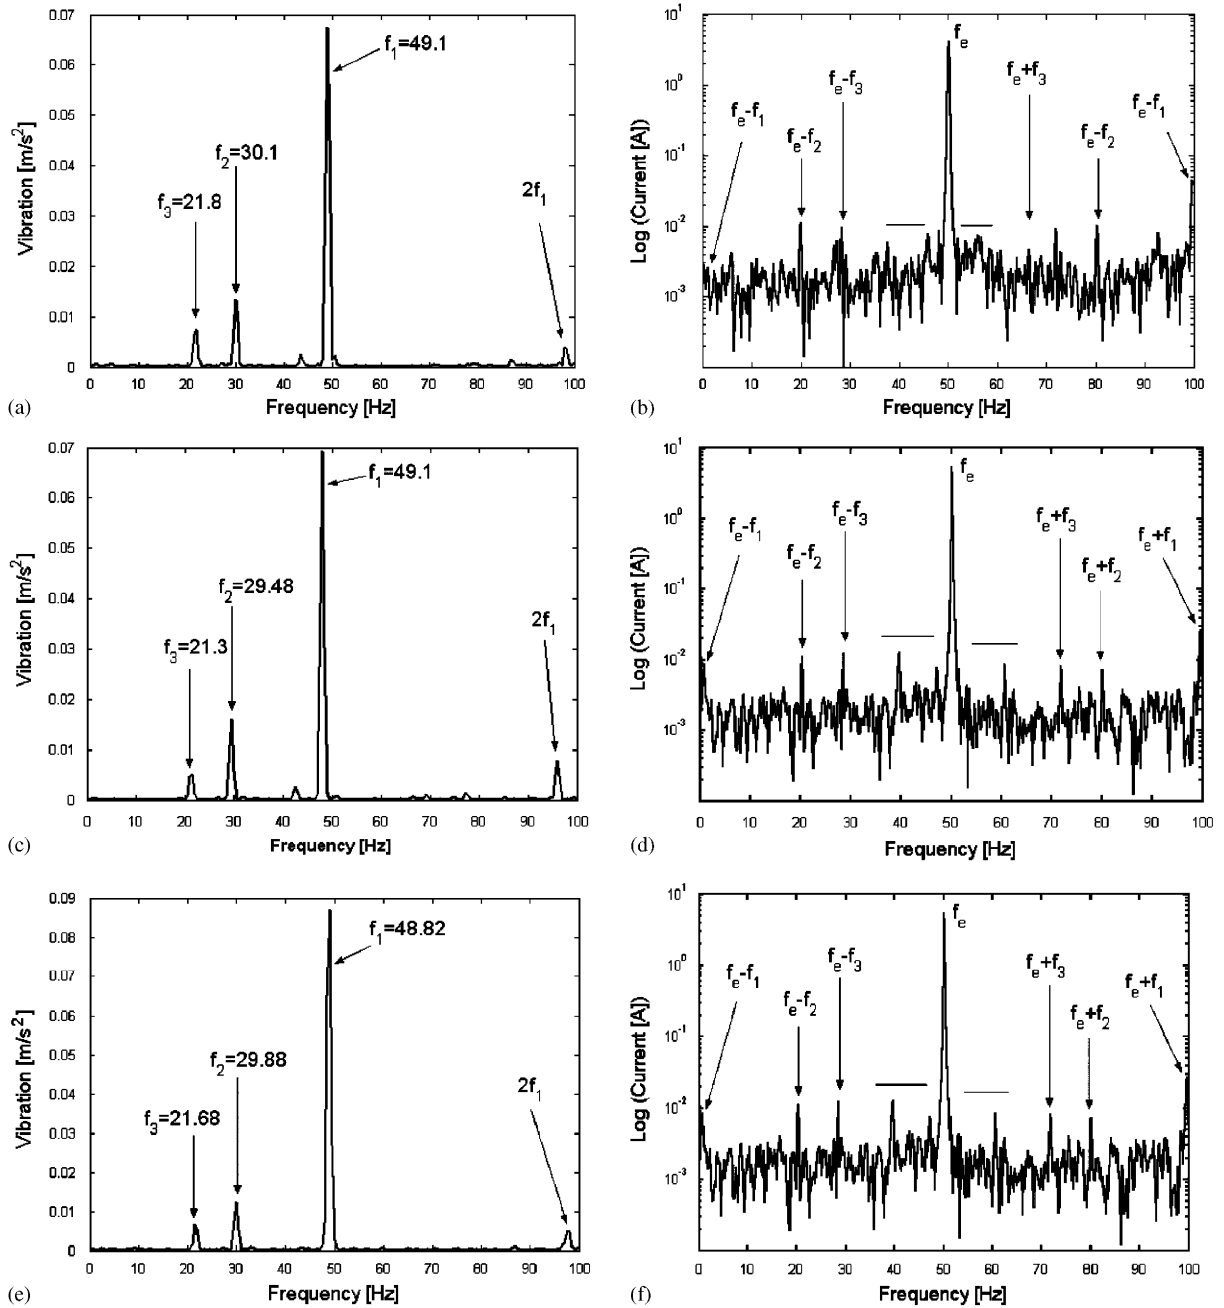 0.07
0.06
0.05
0.04
0.03
0.02
0.01
0
Vibration [m/s²]
f₁=49.1
f₂=30.1
f₃=21.8
2f₁
0 10 20 30 40 50 60 70 80 90 100
Frequency [Hz]
(a)
10¹
10⁰
10⁻¹
10⁻²
10⁻³
10⁻⁴
Log (Current [A])
fₑ
fₑ-f₃
fₑ+f₃
fₑ-f₁
fₑ-f₁
fₑ-f₂
fₑ-f₂
0 10 20 30 40 50 60 70 80 90 100
Frequency [Hz]
(b)
0.07
0.06
0.05
0.04
0.03
0.02
0.01
0
Vibration [m/s²]
f₁=49.1
f₂=29.48
f₃=21.3
2f₁
0 10 20 30 40 50 60 70 80 90 100
Frequency [Hz]
(c)
10¹
10⁰
10⁻¹
10⁻²
10⁻³
Log (Current [A])
fₑ
fₑ-f₁
fₑ-f₃
fₑ+f₃
fₑ+f₁
fₑ-f₂
fₑ+f₂
0 10 20 30 40 50 60 70 80 90 100
Frequency [Hz]
(d)
0.09
0.08
0.07
0.06
0.05
0.04
0.03
0.02
0.01
0
Vibration [m/s²]
f₁=48.82
f₂=29.88
f₃=21.68
2f₁
0 10 20 30 40 50 60 70 80 90 100
Frequency [Hz]
(e)
10¹
10⁰
10⁻¹
10⁻²
10⁻³
Log (Current [A])
fₑ
fₑ-f₁
fₑ-f₃
fₑ+f₃
fₑ+f₁
fₑ-f₂
fₑ+f₂
0 10 20 30 40 50 60 70 80 90 100
Frequency [Hz]
(f)